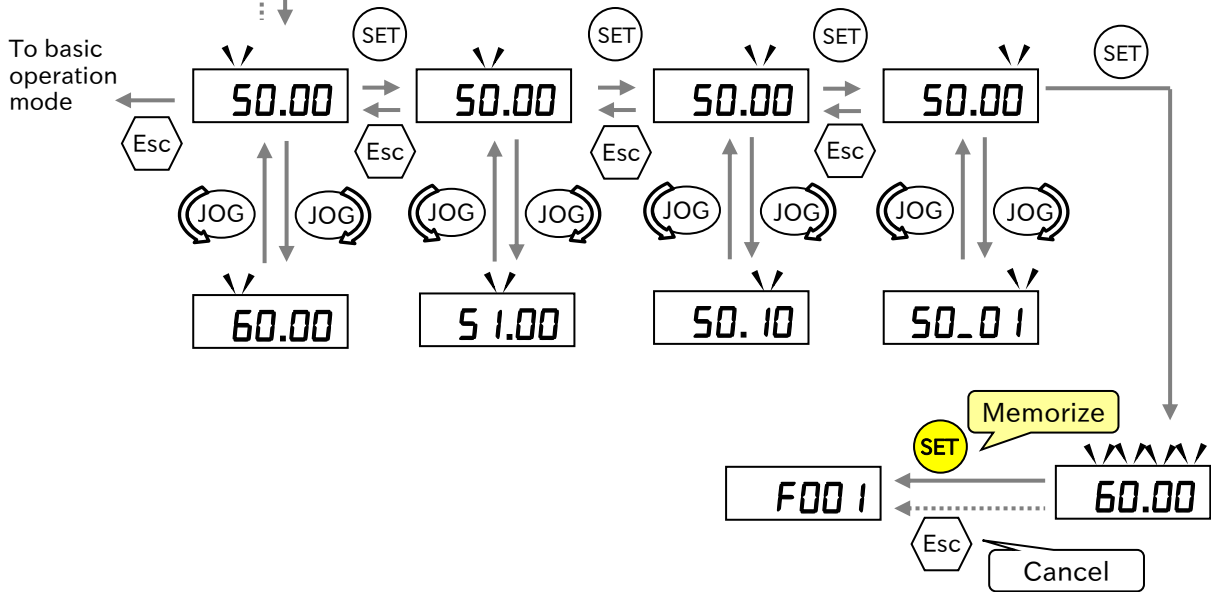 To basic
operation
mode
SET
SET
SET
SET
50.00
50.00
50.00
50.00
Esc
Esc
Esc
Esc
JOG
JOG
JOG
JOG
JOG
JOG
JOG
JOG
60.00
51.00
50.10
50_01
Memorize
SET
F001
60.00
Esc
Cancel